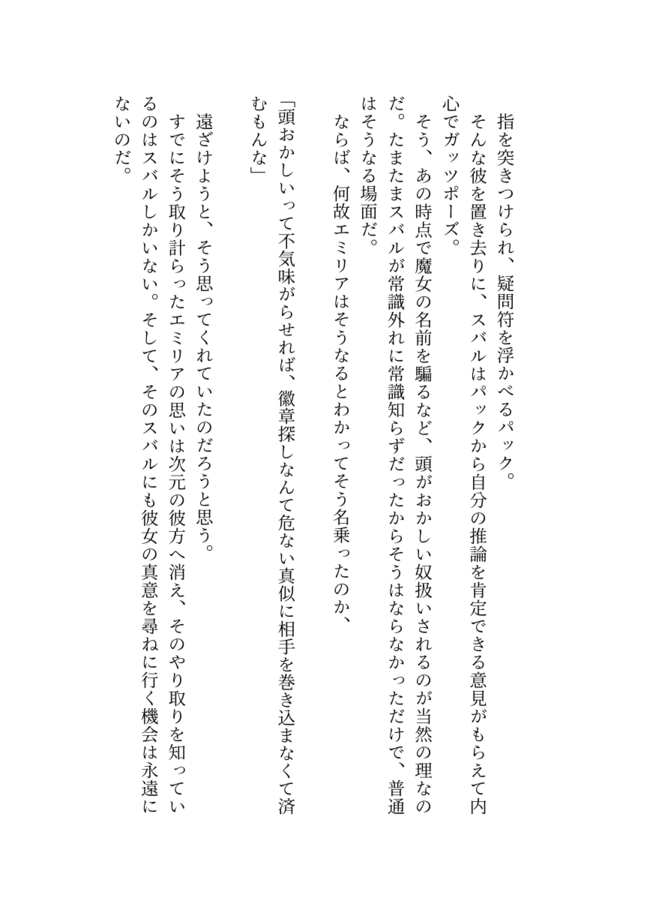 指を突きつけられ、疑問符を浮かべるパック。
そんな彼を置き去りに、スバルはパックから自分の推論を肯定できる意見がもらえて内
心でガッツポーズ。
そう、あの時点で魔女の名前を騙るなど、頭がおかしい奴扱いされるのが当然の理なの
だ。たまたまスバルが常識外れに常識知らずだったからそうはならなかっただけで、普通
はそうなる場面だ。
ならば、何故エミリアはそうなるとわかってそう名乗ったのか、
「頭おかしいって不気味がらせれば、徽章探しなんて危ない真似に相手を巻き込まなくて済
むもんな」
遠ざけようと、そう思ってくれていたのだろうと思う。
すでにそう取り計らったエミリアの思いは次元の彼方へ消え、そのやり取りを知ってい
るのはスバルしかいない。そして、そのスバルにも彼女の真意を尋ねに行く機会は永遠に
ないのだ。